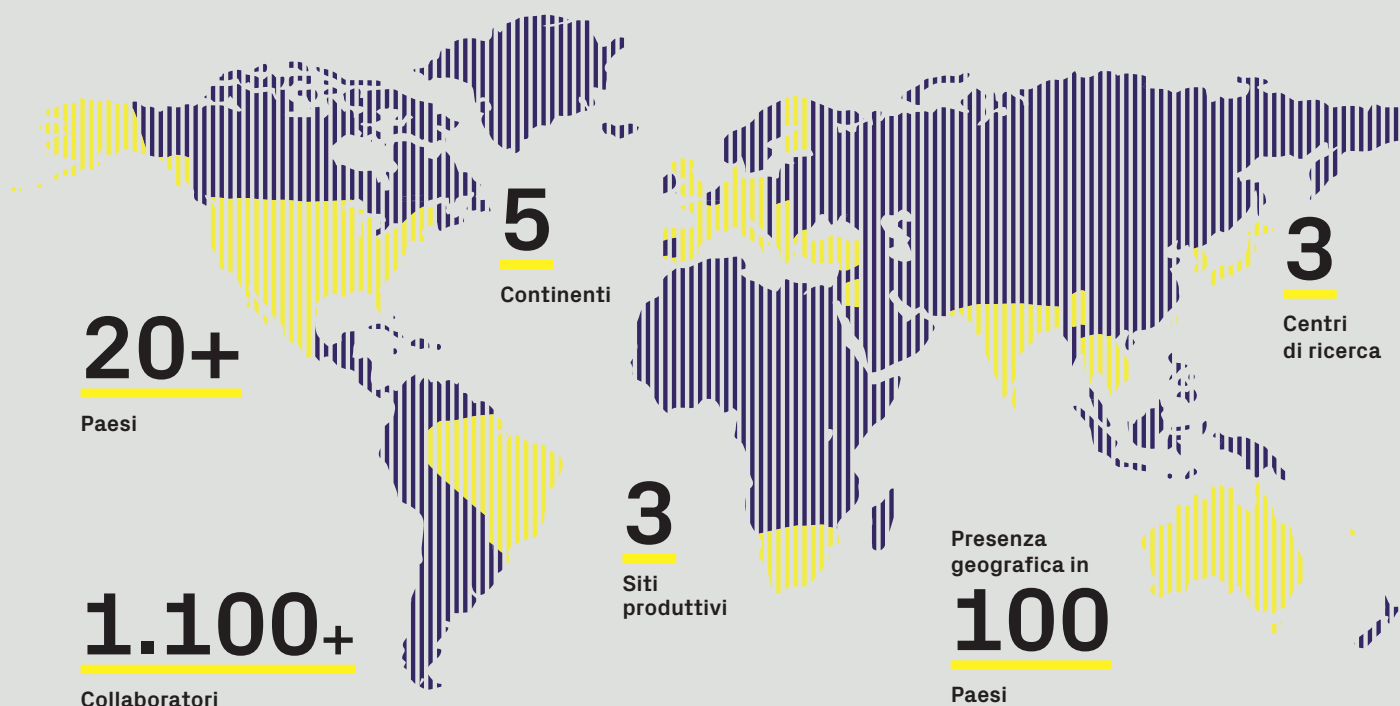 5
Continenti
3
Centri
di ricerca
20+
Paesi
3
Siti
produttivi
Presenza
geografica in
100
Paesi
1.100+
Collaboratori